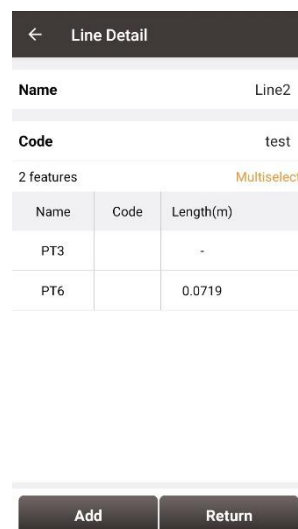 Line Detail
Name Line2
Code test
2 features Multiselect
Name Code Length(m)
PT3 -
PT6 0.0719
Add Return